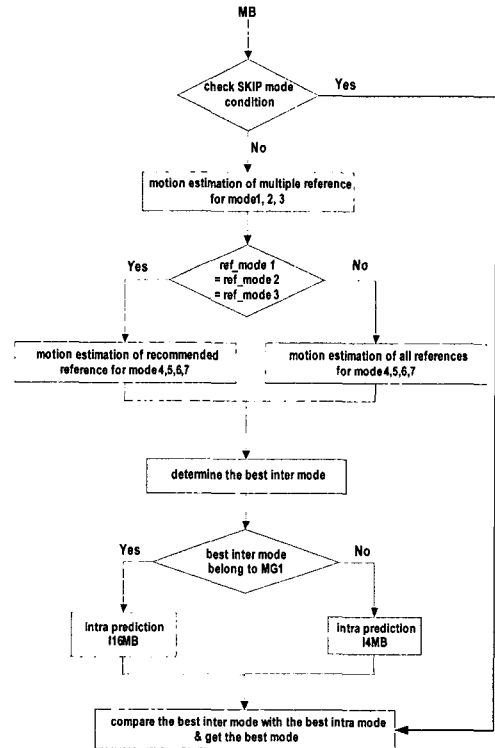 MB
check SKIP mode
condition
Yes
No
motion estimation of multiple reference
for mode1, 2, 3
Yes
ref_mode 1
= ref_mode 2
= ref_mode 3
No
motion estimation of recommended
reference for mode4,5,6,7
motion estimation of all references
for mode4,5,6,7
determine the best inter mode
Yes
best inter mode
belong to MG1
No
intra prediction
I16MB
intra prediction
I4MB
compare the best inter mode with the best intra mode
& get the best mode